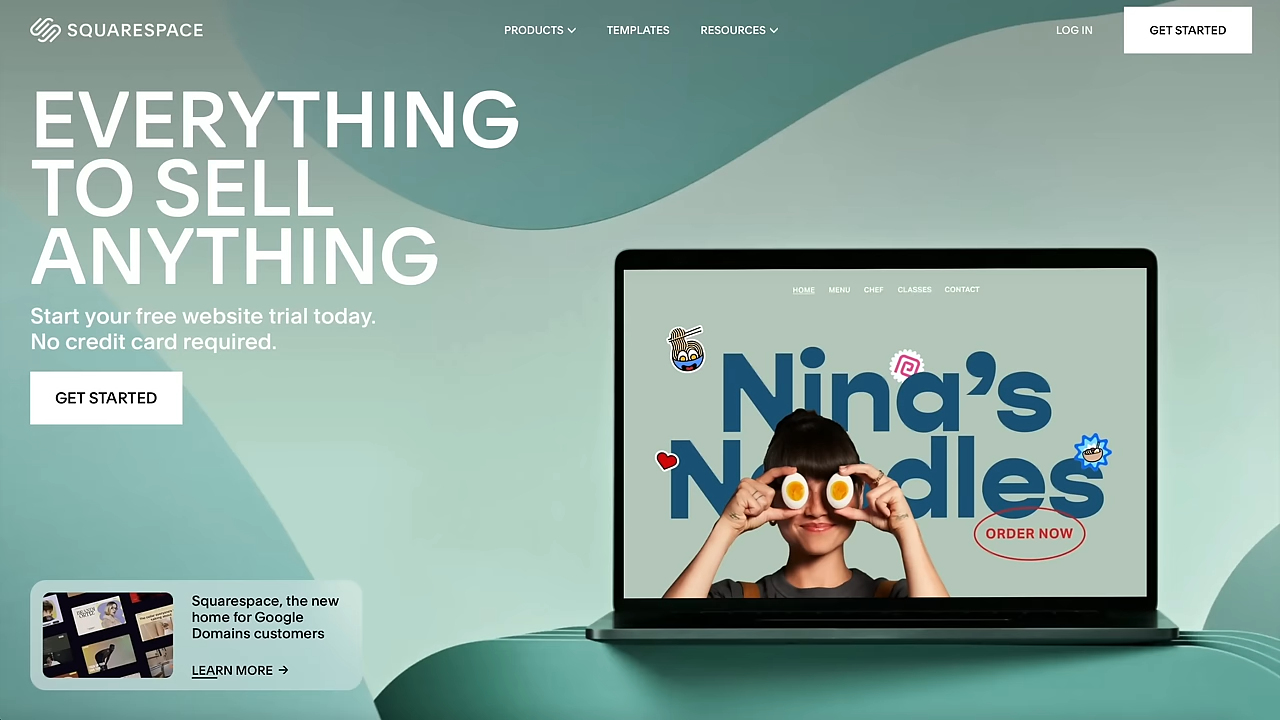 SQUARESPACE
PRODUCTS
TEMPLATES
RESOURCES
LOG IN
GET STARTED
EVERYTHING
TO SELL
ANYTHING
Start your free website trial today.
No credit card required.
GET STARTED
HOME MENU CHEF CLASSES CONTACT
Nina's
ORDER NOW
Squarespace, the new
home for Google
Domains customers
LEARN MORE →